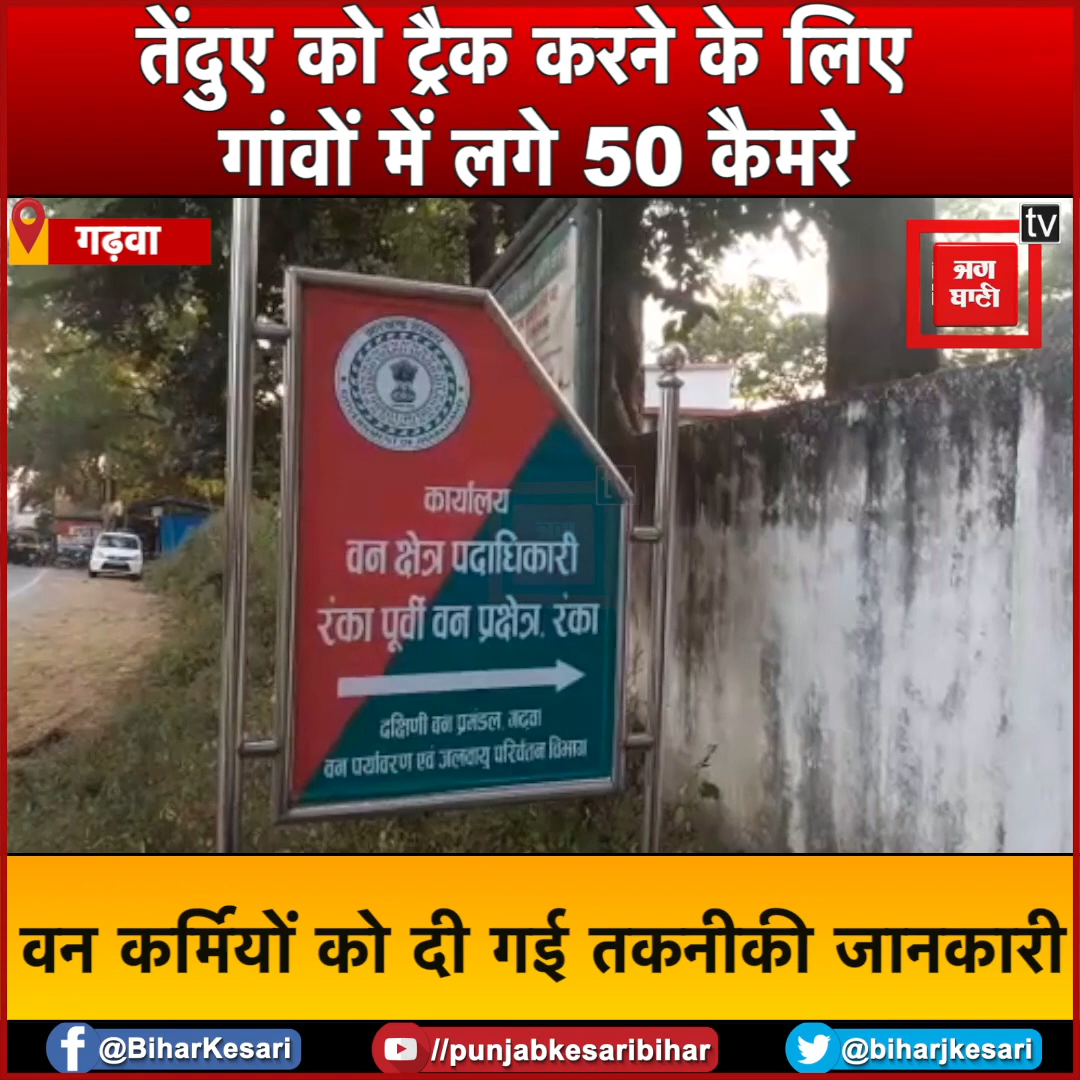 तेंदुए को ट्रैक करने के लिए
गांवों में लगे 50 कैमरे
गढ़वा
tv
कार्यालय
वन क्षेत्र पदाधिकारी
रंका पूर्वी वन प्रक्षेत्र, रंका
दक्षिणी वन प्रमंडल, गढ़वा
वन पर्यावरण एवं जलवायु परिवर्तन विभाग
वन कर्मियों को दी गई तकनीकी जानकारी
@BiharKesari
//punjabkesaribihar
@biharjkesari